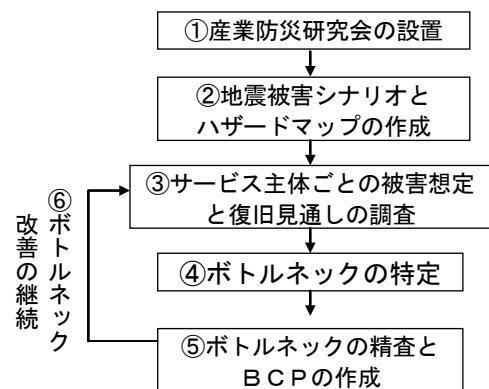 ①産業防災研究会の設置
②地震被害シナリオと
ハザードマップの作成
③サービス主体ごとの被害想定
と復旧見通しの調査
④ボトルネックの特定
⑤ボトルネックの精査と
ＢＣＰの作成
⑥ボトルネック
改善の継続